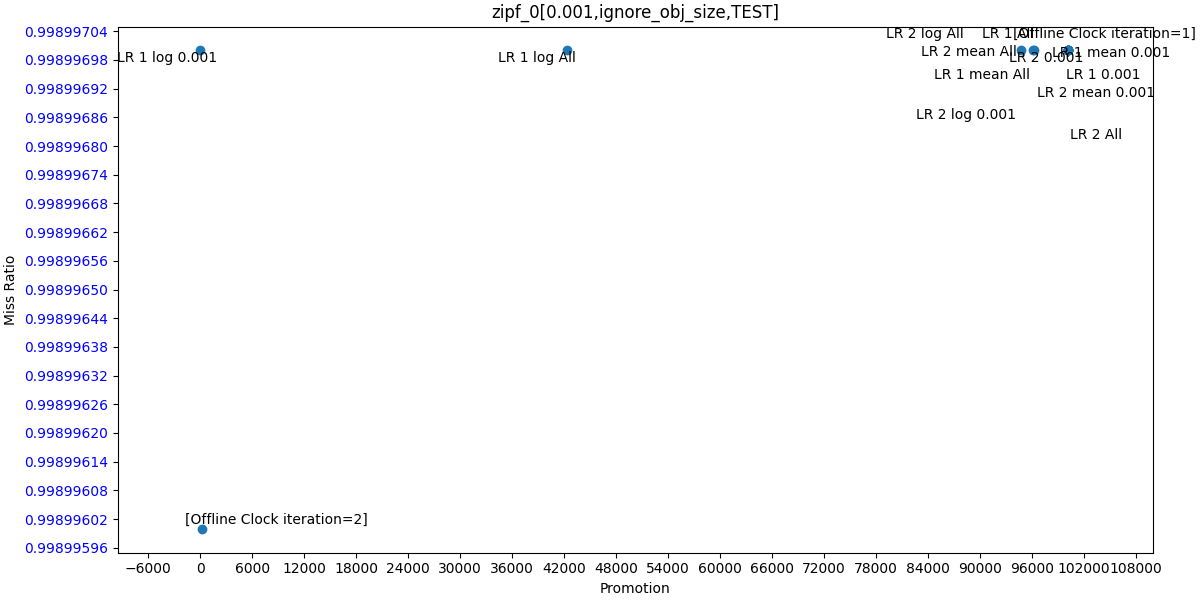 zipf_0[0.001,ignore_obj_size,TEST]
0.99899704
0.99899698
0.99899692
0.99899686
0.99899680
0.99899674
0.99899668
0.99899662
0.99899656
0.99899650
0.99899644
0.99899638
0.99899632
0.99899626
0.99899620
0.99899614
0.99899608
0.99899602
0.99899596
Miss Ratio
LR 1 log 0.001
LR 1 log All
LR 2 log All
LR 1 All
[Offline Clock iteration=1]
LR 2 mean All
LR 2 0.001
LR 1 mean 0.001
LR 1 mean All
LR 1 0.001
LR 2 mean 0.001
LR 2 log 0.001
LR 2 All
[Offline Clock iteration=2]
−6000 0 6000 12000 18000 24000 30000 36000 42000 48000 54000 60000 66000 72000 78000 84000 90000 96000 102000 108000
Promotion